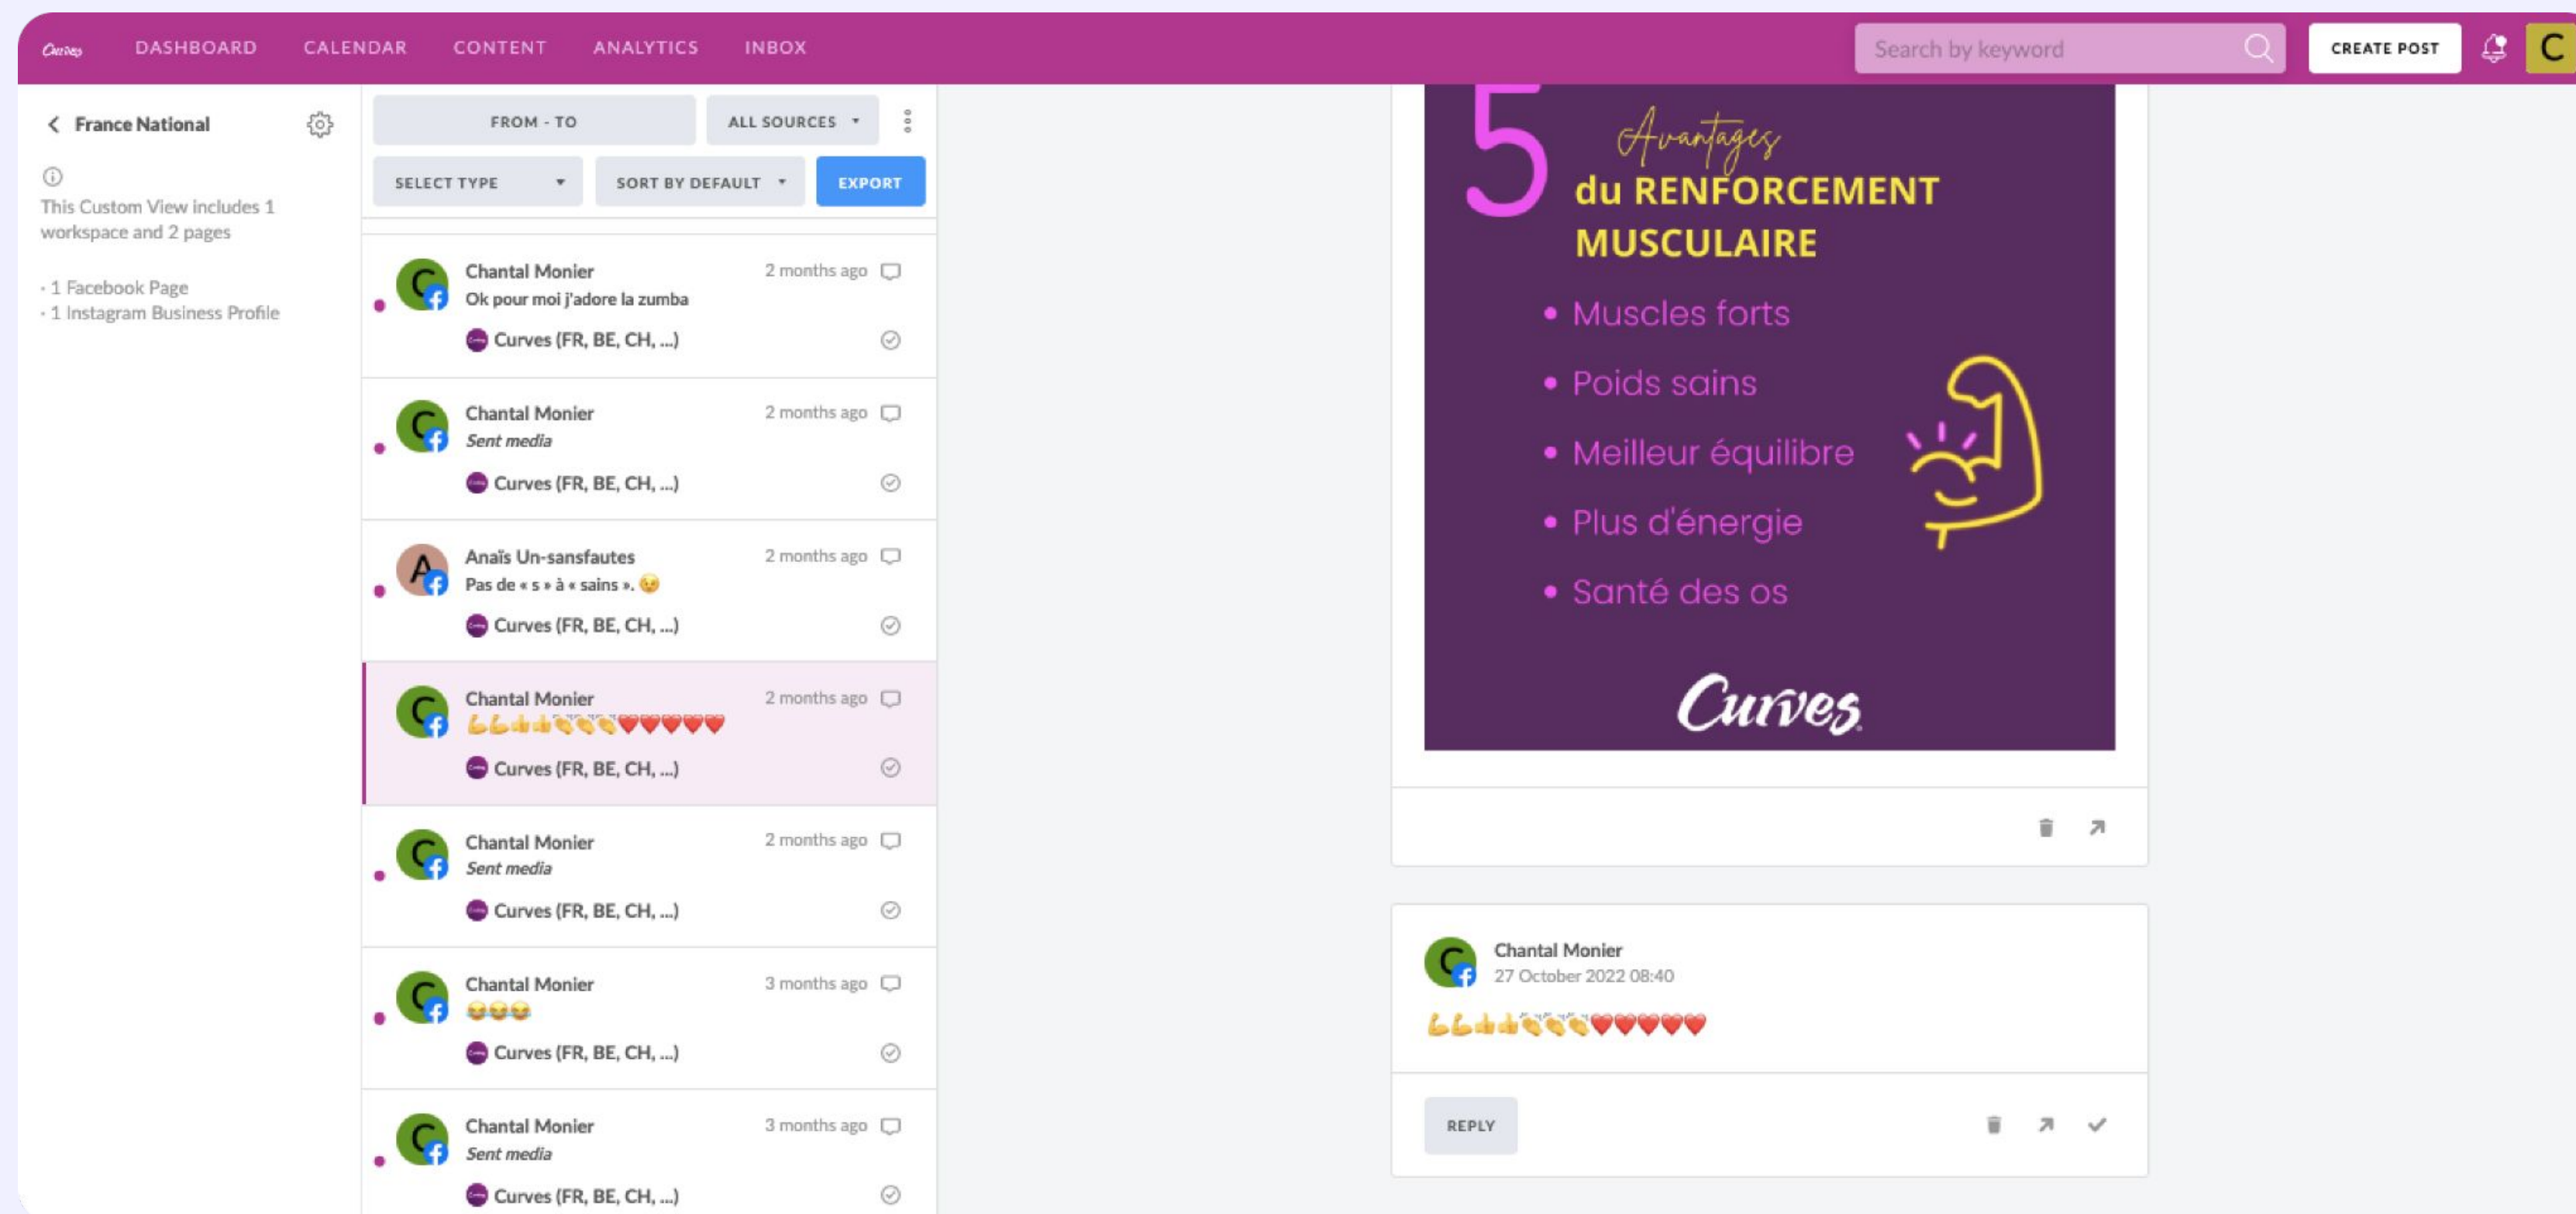 Curves DASHBOARD CALENDAR CONTENT ANALYTICS INBOX Search by keyword CREATE POST C
France National
This Custom View includes 1
workspace and 2 pages
• 1 Facebook Page
• 1 Instagram Business Profile
FROM - TO ALL SOURCES
SELECT TYPE SORT BY DEFAULT EXPORT
C Chantal Monier 2 months ago
Ok pour moi j'adore la zumba
Curves (FR, BE, CH, ...)
C Chantal Monier 2 months ago
Sent media
Curves (FR, BE, CH, ...)
A Anaïs Un-sansfautes 2 months ago
Pas de « s » à « sains ». 😉
Curves (FR, BE, CH, ...)
C Chantal Monier 2 months ago
💪💪👍👍👏👏👏❤️❤️❤️❤️❤️
Curves (FR, BE, CH, ...)
C Chantal Monier 2 months ago
Sent media
Curves (FR, BE, CH, ...)
C Chantal Monier 3 months ago
😂😂😂
Curves (FR, BE, CH, ...)
C Chantal Monier 3 months ago
Sent media
Curves (FR, BE, CH, ...)
5 Avantages
du RENFORCEMENT
MUSCULAIRE
• Muscles forts
• Poids sains
• Meilleur équilibre
• Plus d'énergie
• Santé des os
Curves
C Chantal Monier
27 October 2022 08:40
💪💪👍👍👏👏👏❤️❤️❤️❤️❤️
REPLY